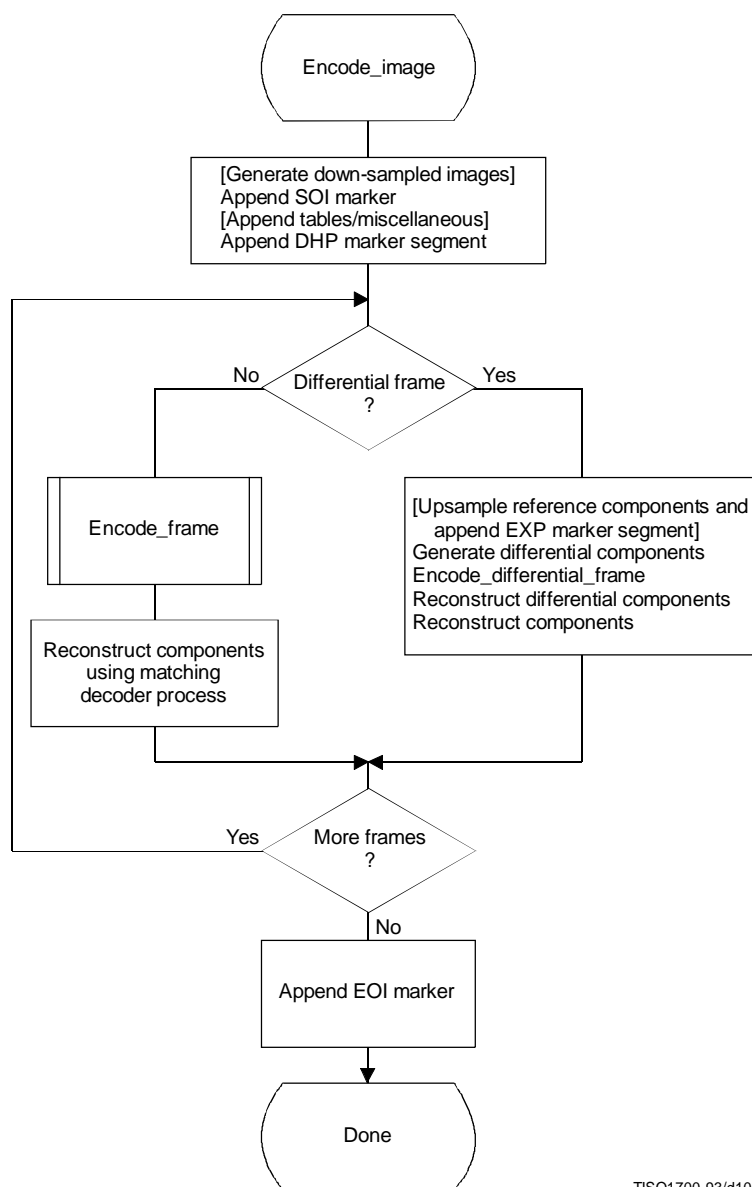 Encode_image
[Generate down-sampled images]
Append SOI marker
[Append tables/miscellaneous]
Append DHP marker segment
No
Differential frame
?
Yes
Encode_frame
[Upsample reference components and
append EXP marker segment]
Generate differential components
Encode_differential_frame
Reconstruct differential components
Reconstruct components
Reconstruct components
using matching
decoder process
Yes
More frames
?
No
Append EOI marker
Done